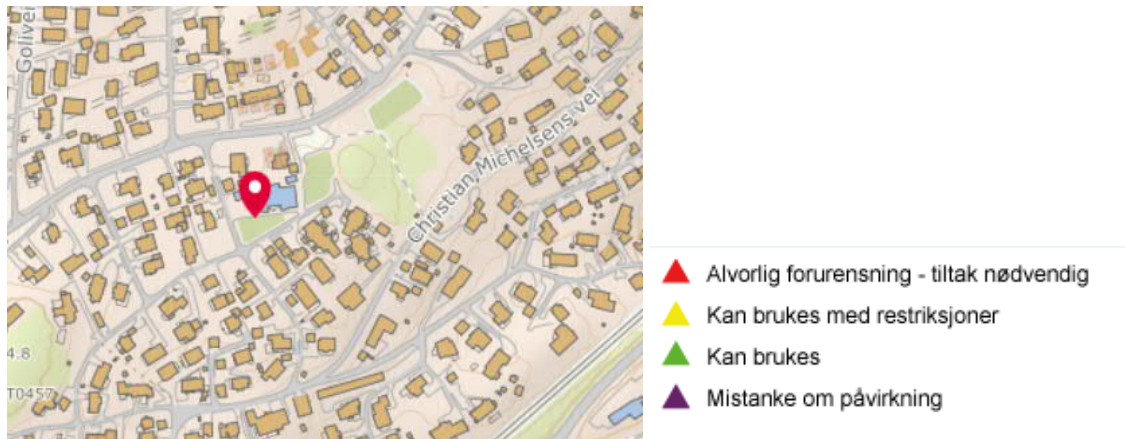 Goliver
Christian Michelsens vei
4.8
T0457
Alvorlig forurensning - tiltak nødvendig
Kan brukes med restriksjoner
Kan brukes
Mistanke om påvirkning